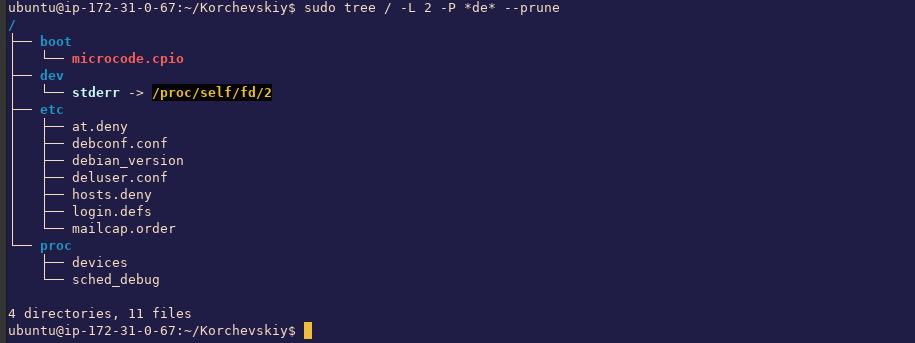 ubuntu@ip-172-31-0-67:~/Korchevskiy$ sudo tree / -L 2 -P *de* --prune
/
├── boot
│   └── microcode.cpio
├── dev
│   └── stderr -> /proc/self/fd/2
├── etc
│   ├── at.deny
│   ├── debconf.conf
│   ├── debian_version
│   ├── deluser.conf
│   ├── hosts.deny
│   ├── login.defs
│   └── mailcap.order
└── proc
    ├── devices
    └── sched_debug

4 directories, 11 files
ubuntu@ip-172-31-0-67:~/Korchevskiy$